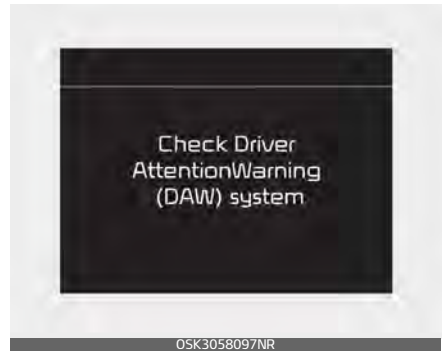 Check Driver
AttentionWarning
(DAW) system
OSK3058097NR